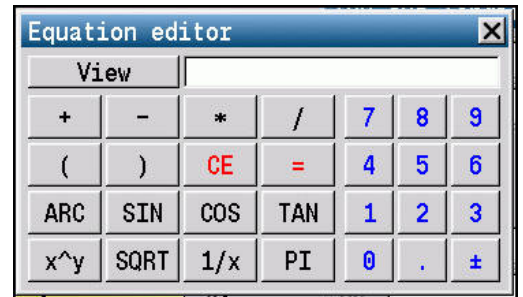 Equation editor
View
+ - * / 7 8 9
( ) CE = 4 5 6
ARC SIN COS TAN 1 2 3
x^y SQRT 1/x PI 0 . ±